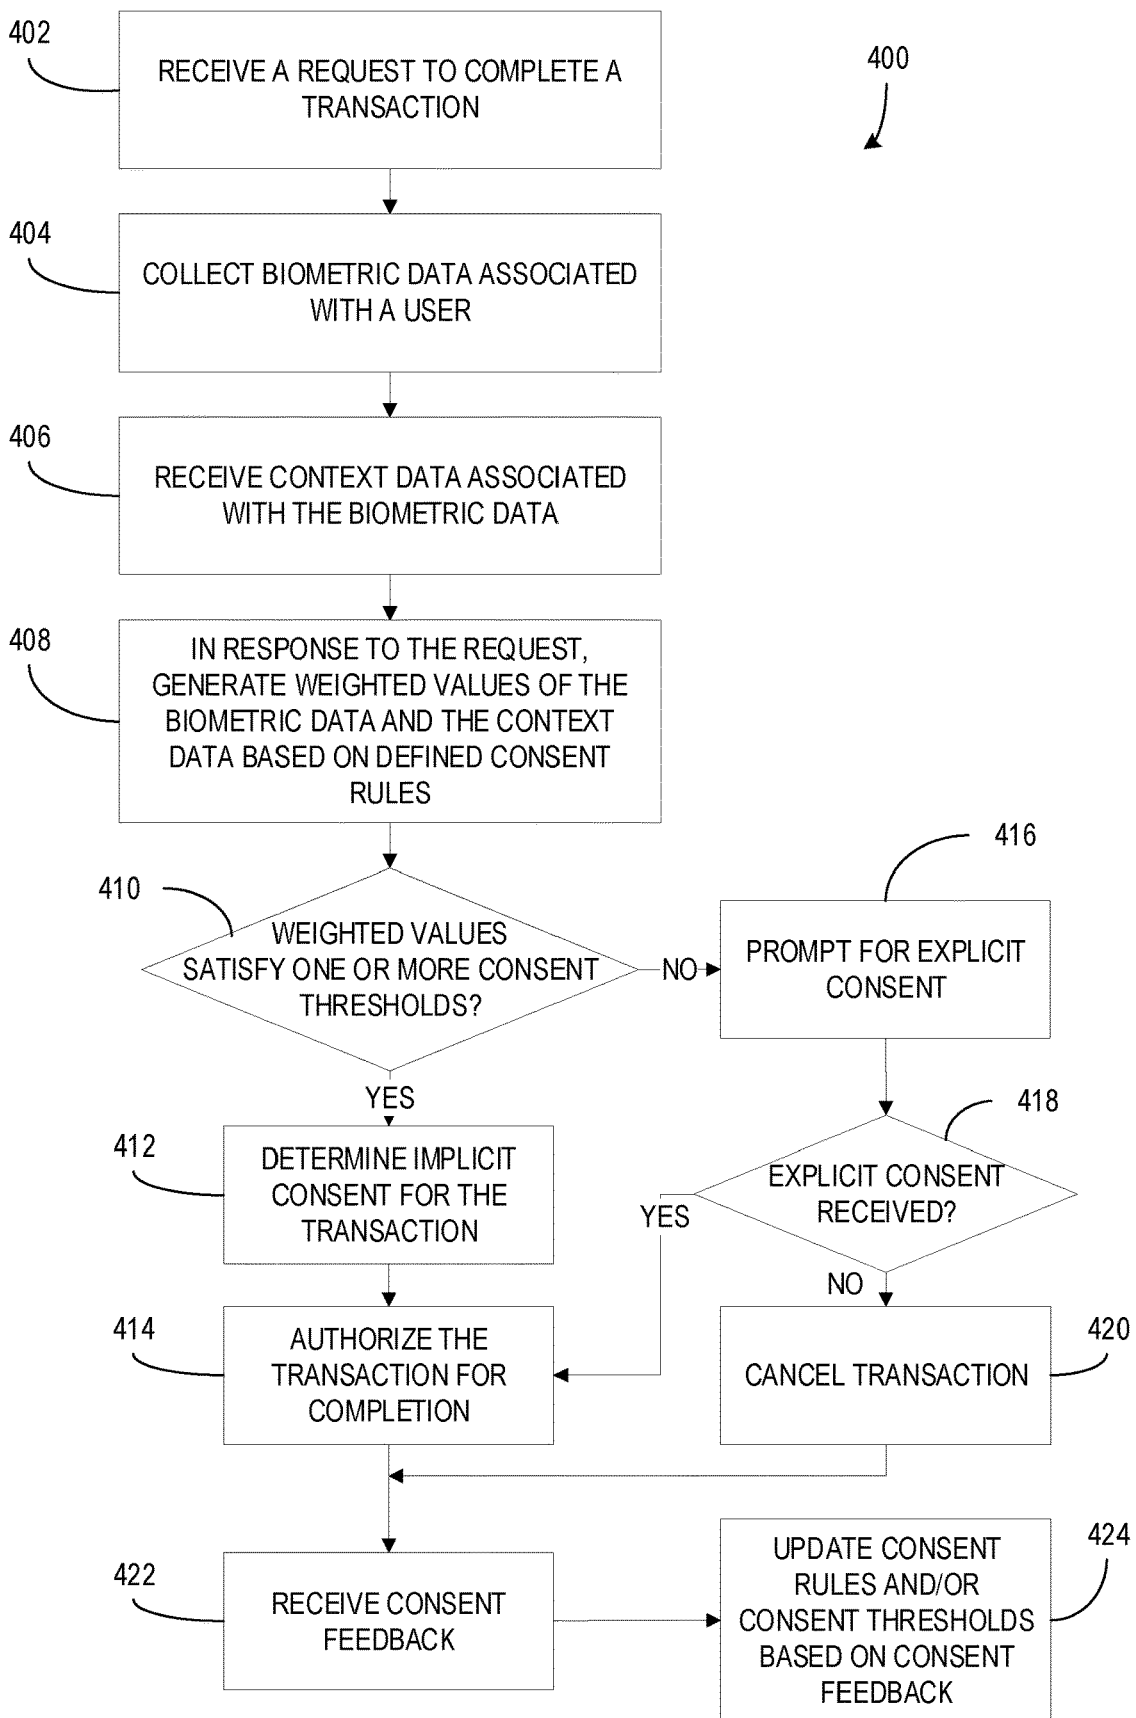 402
RECEIVE A REQUEST TO COMPLETE A
TRANSACTION
400
404
COLLECT BIOMETRIC DATA ASSOCIATED
WITH A USER
406
RECEIVE CONTEXT DATA ASSOCIATED
WITH THE BIOMETRIC DATA
408
IN RESPONSE TO THE REQUEST,
GENERATE WEIGHTED VALUES OF THE
BIOMETRIC DATA AND THE CONTEXT
DATA BASED ON DEFINED CONSENT
RULES
410
WEIGHTED VALUES
SATISFY ONE OR MORE CONSENT
THRESHOLDS?
NO
416
PROMPT FOR EXPLICIT
CONSENT
YES
412
DETERMINE IMPLICIT
CONSENT FOR THE
TRANSACTION
418
EXPLICIT CONSENT
RECEIVED?
YES
NO
414
AUTHORIZE THE
TRANSACTION FOR
COMPLETION
420
CANCEL TRANSACTION
422
RECEIVE CONSENT
FEEDBACK
424
UPDATE CONSENT
RULES AND/OR
CONSENT THRESHOLDS
BASED ON CONSENT
FEEDBACK